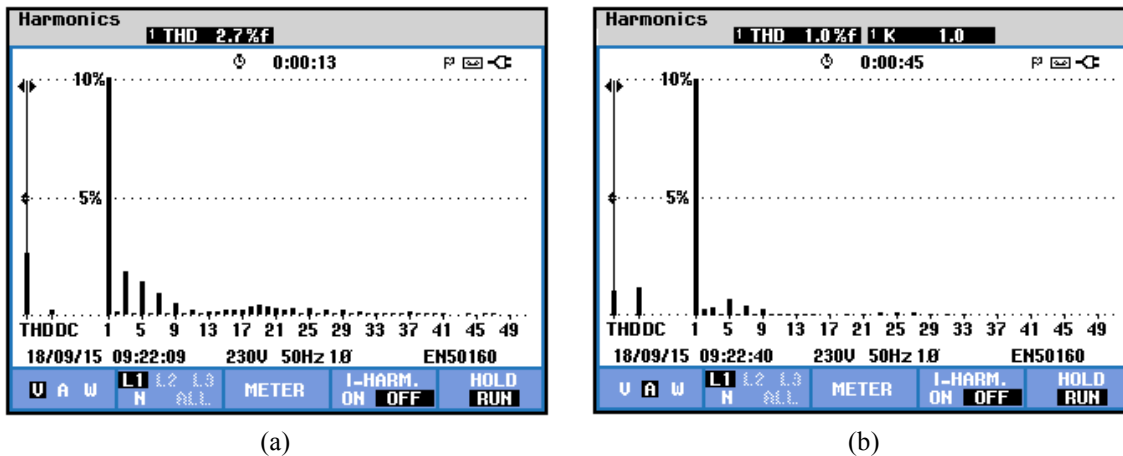 Harmonics
1 THD 2.7%f
0:00:13
10%
5%
THD DC 1 5 9 13 17 21 25 29 33 37 41 45 49
18/09/15 09:22:09 230V 50Hz 1Ø EN50160
V A W L1 L2 L3 N ALL METER I-HARM. ON OFF HOLD RUN
(a)
Harmonics
1 THD 1.0%f 1 K 1.0
0:00:45
10%
5%
THD DC 1 5 9 13 17 21 25 29 33 37 41 45 49
18/09/15 09:22:40 230V 50Hz 1Ø EN50160
V A W L1 L2 L3 N ALL METER I-HARM. ON OFF HOLD RUN
(b)